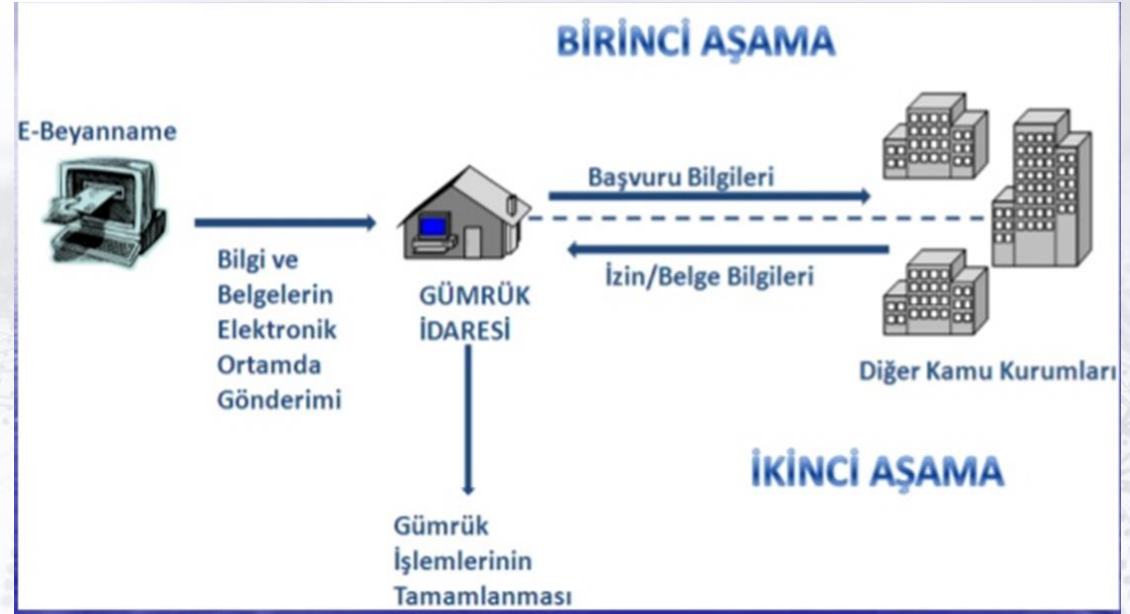 BİRİNCİ AŞAMA
E-Beyanname
Başvuru Bilgileri
Bilgi ve
Belgelerin
Elektronik
Ortamda
Gönderimi
GÜMRÜK
İDARESİ
İzin/Belge Bilgileri
Diğer Kamu Kurumları
İKİNCİ AŞAMA
Gümrük
İşlemlerinin
Tamamlanması